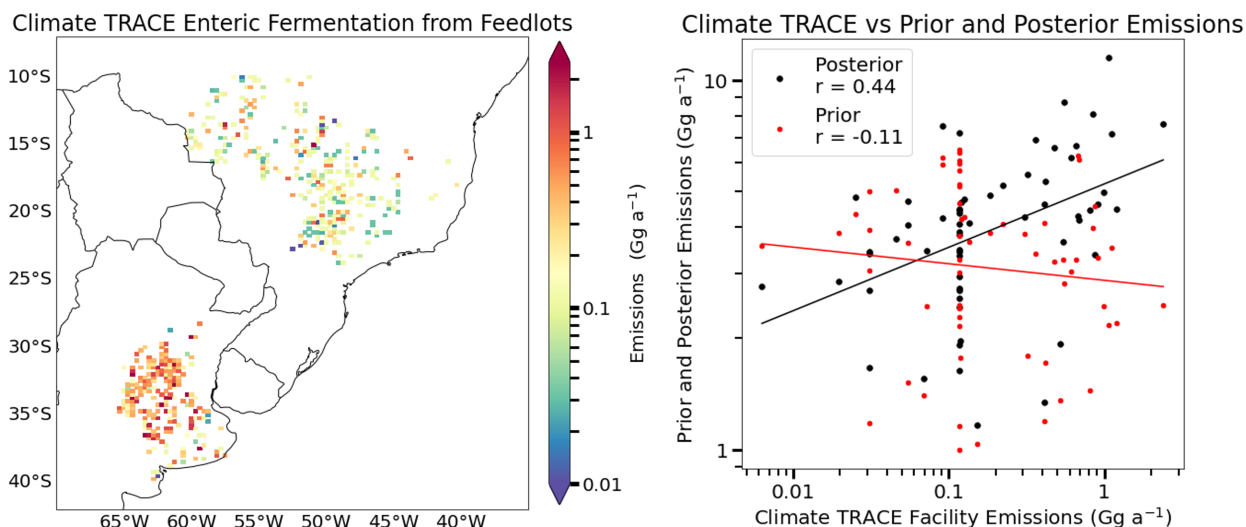 Climate TRACE Enteric Fermentation from Feedlots
10°S
15°S
20°S
25°S
30°S
35°S
40°S
65°W 60°W 55°W 50°W 45°W 40°W
1
0.1
0.01
Emissions (Gg a⁻¹)
Climate TRACE vs Prior and Posterior Emissions
Posterior
r = 0.44
Prior
r = -0.11
10
1
Prior and Posterior Emissions (Gg a⁻¹)
0.01 0.1 1
Climate TRACE Facility Emissions (Gg a⁻¹)